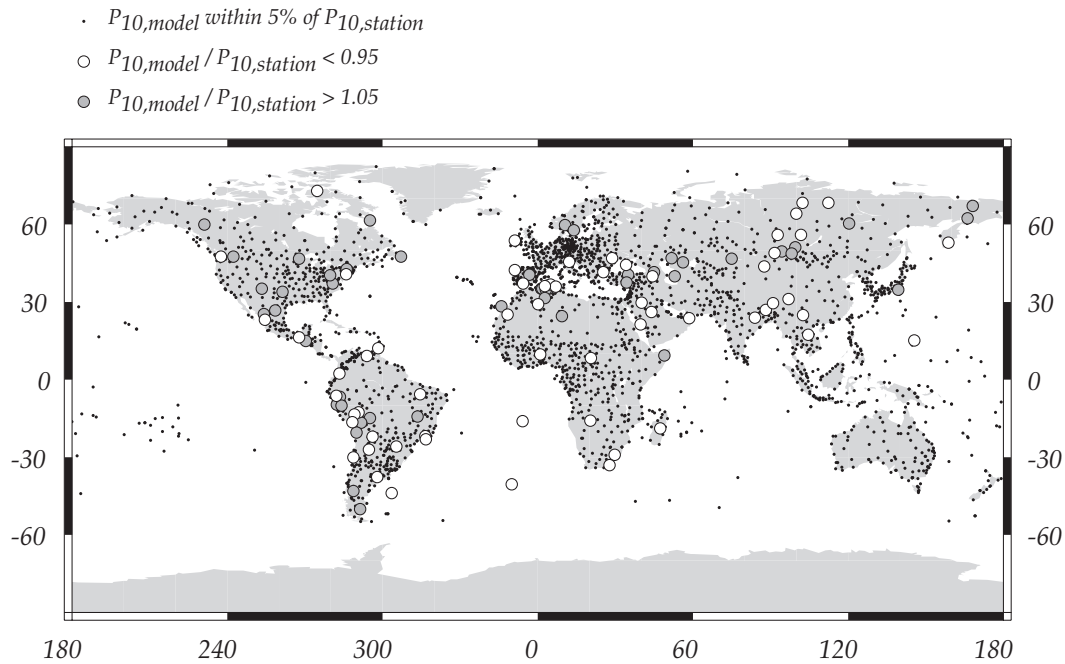 P10,model within 5% of P10,station
P10,model / P10,station < 0.95
P10,model / P10,station > 1.05
60 60
30 30
0 0
-30 -30
-60 -60
180 240 300 0 60 120 180